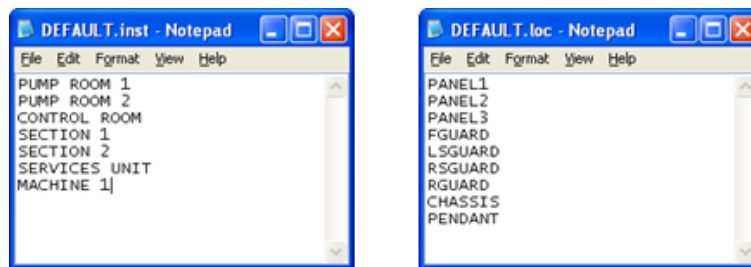 DEFAULT.inst - Notepad
File Edit Format View Help
PUMP ROOM 1
PUMP ROOM 2
CONTROL ROOM
SECTION 1
SECTION 2
SERVICES UNIT
MACHINE 1
DEFAULT.loc - Notepad
File Edit Format View Help
PANEL1
PANEL2
PANEL3
FGUARD
LSGUARD
RSGUARD
RGUARD
CHASSIS
PENDANT